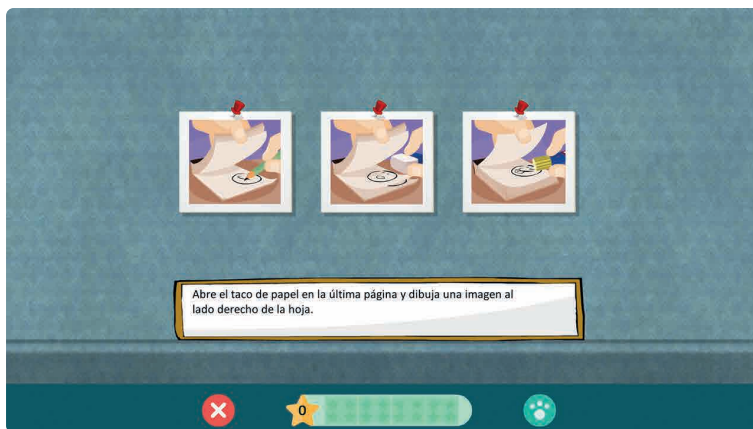 Abre el taco de papel en la última página y dibuja una imagen al
lado derecho de la hoja.
0